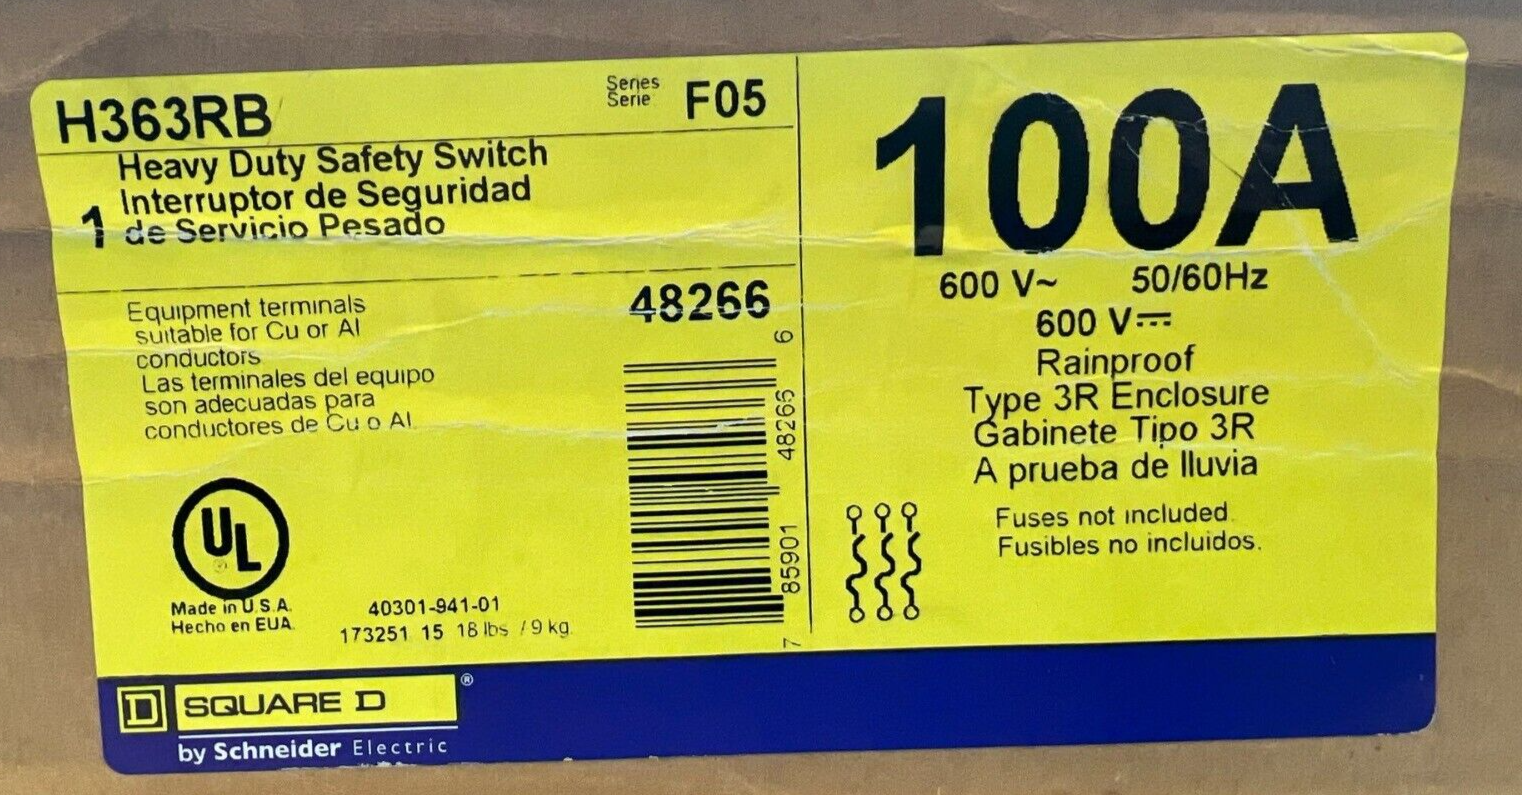 H363RB
Series
Serie
F05
1
Heavy Duty Safety Switch
Interruptor de Seguridad
de Servicio Pesado
Equipment terminals
suitable for Cu or Al
conductors
Las terminales del equipo
son adecuadas para
conductores de Cu o Al.
48266
7 85901 48266 6
UL
®
Made in U.S.A.
Hecho en EUA.
40301-941-01
173251 15 18 lbs / 9 kg.
100A
600 V~ 50/60Hz
600 V⎓
Rainproof
Type 3R Enclosure
Gabinete Tipo 3R
A prueba de lluvia
Fuses not included.
Fusibles no incluidos.
D SQUARE D ®
by Schneider Electric